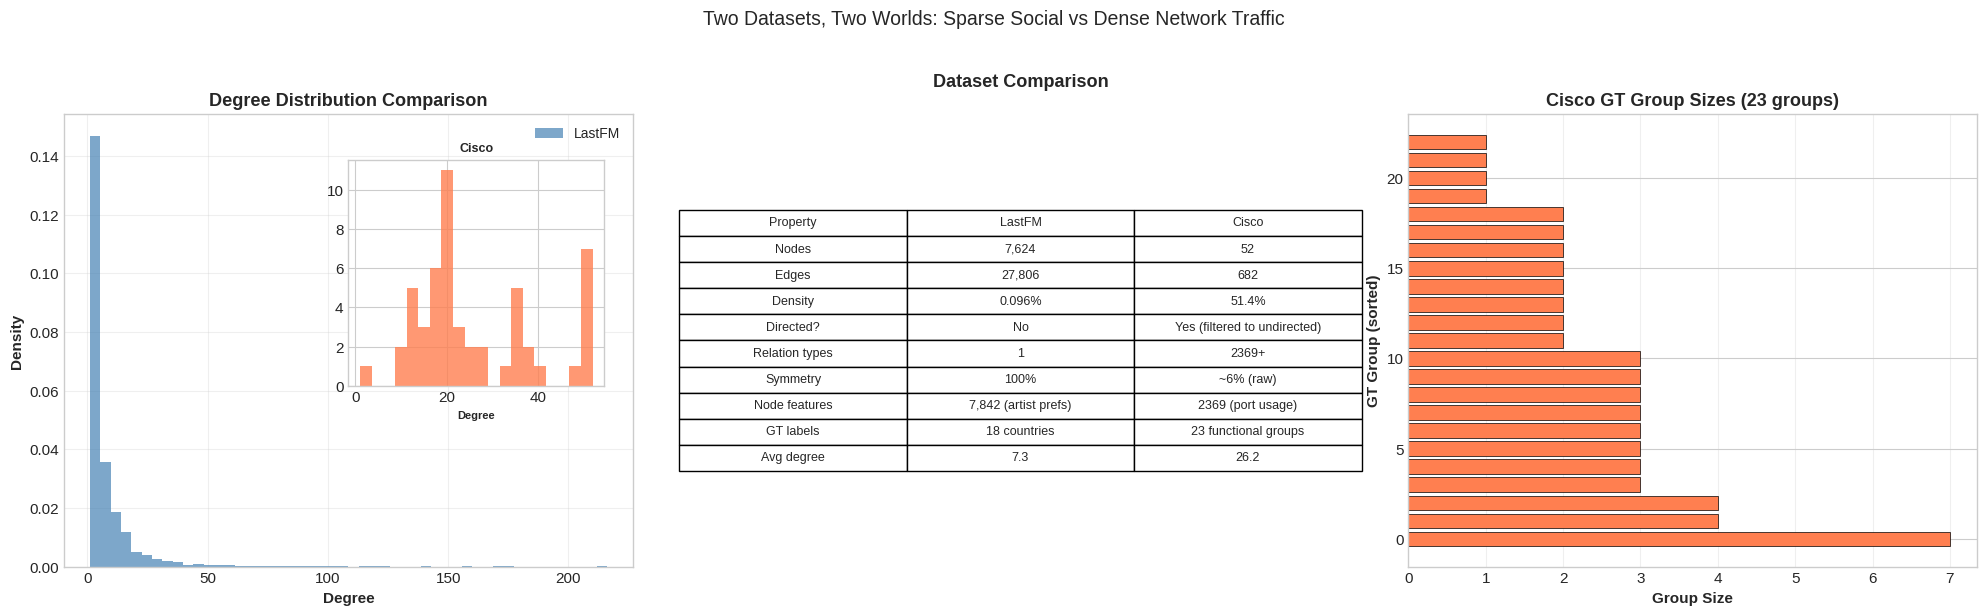 Two Datasets, Two Worlds: Sparse Social vs Dense Network Traffic
Degree Distribution Comparison
LastFM
0.14
0.12
0.10
0.08
0.06
0.04
0.02
0.00
Density
0 50 100 150 200
Degree
Cisco
10
8
6
4
2
0
0 20 40
Degree
Dataset Comparison
Property LastFM Cisco
Nodes 7,624 52
Edges 27,806 682
Density 0.096% 51.4%
Directed? No Yes (filtered to undirected)
Relation types 1 2369+
Symmetry 100% ~6% (raw)
Node features 7,842 (artist prefs) 2369 (port usage)
GT labels 18 countries 23 functional groups
Avg degree 7.3 26.2
Cisco GT Group Sizes (23 groups)
20
15
10
5
0
GT Group (sorted)
0 1 2 3 4 5 6 7
Group Size